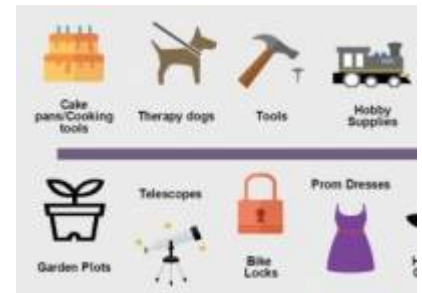 Cake
pans/Cooking
tools
Therapy dogs
Tools
Hobby
Supplies
Telescopes
Prom Dresses
Garden Plots
Bike
Locks